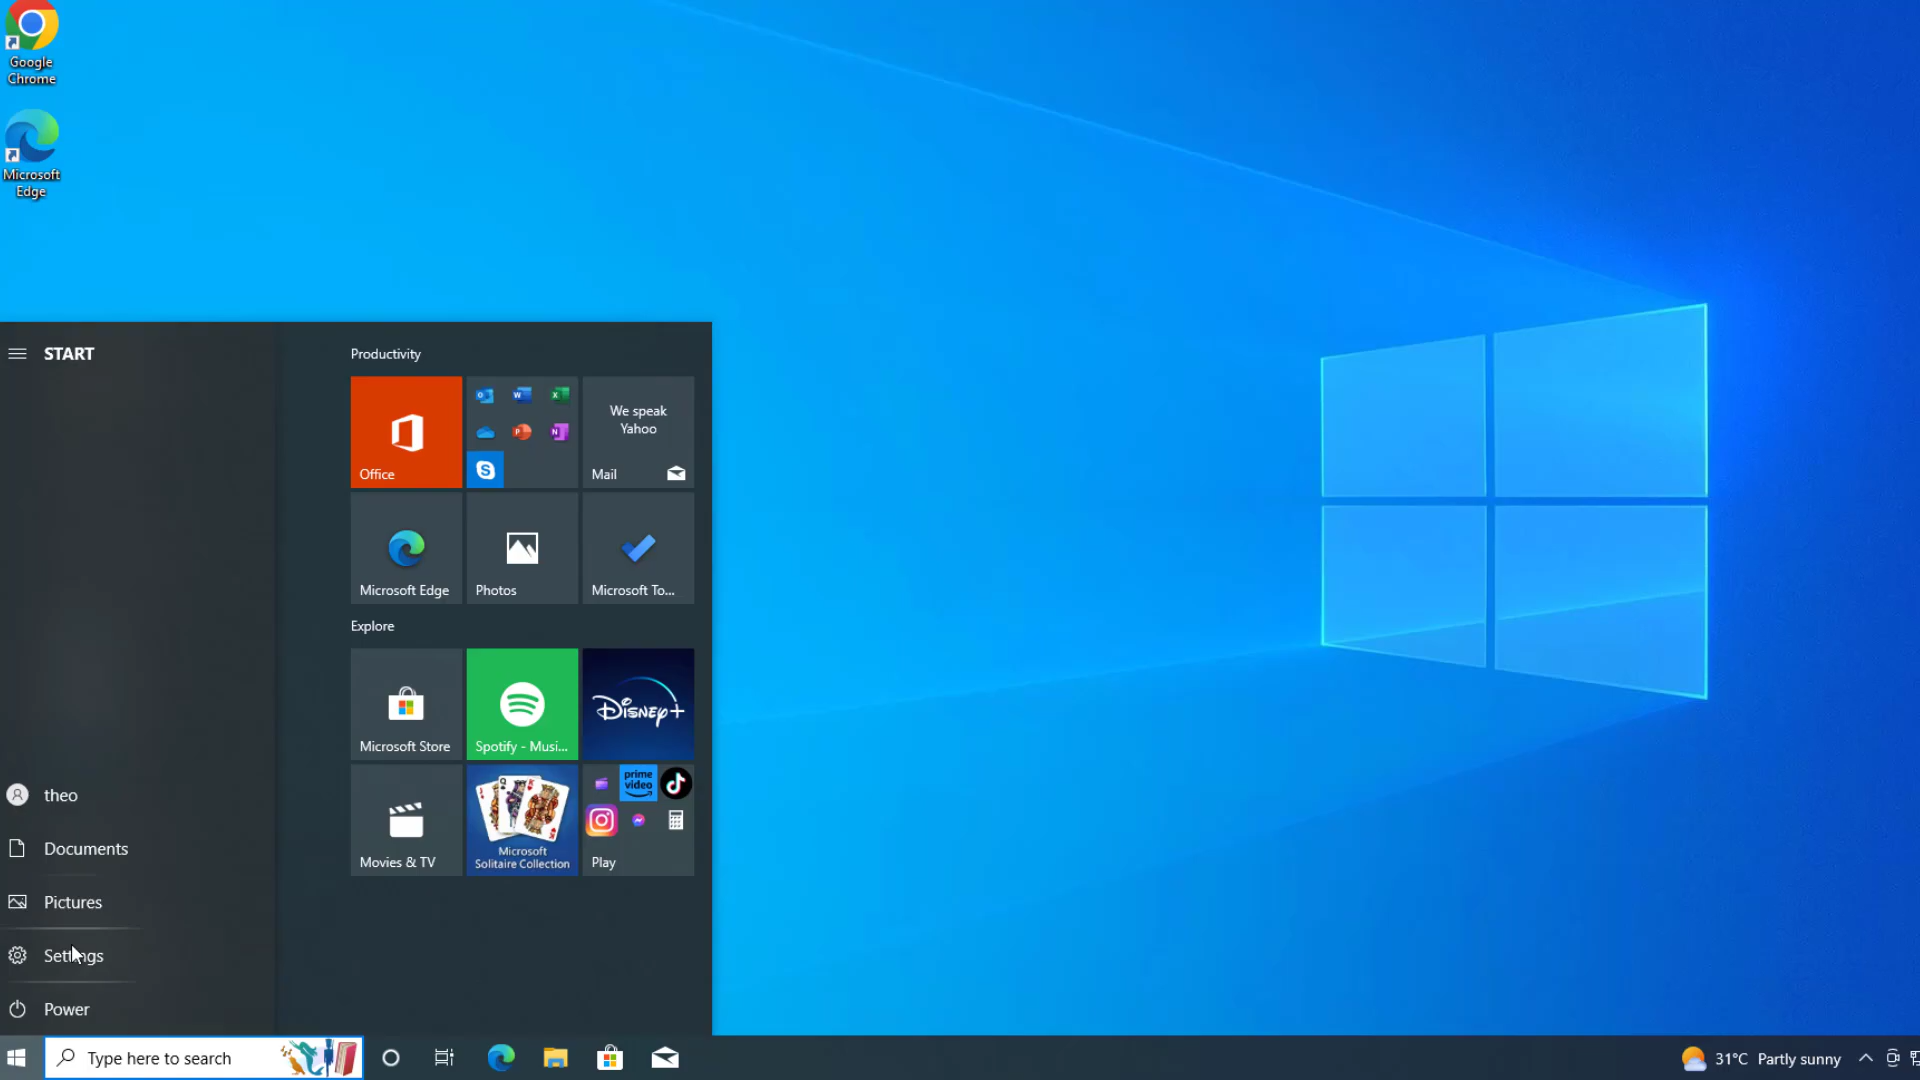 Google
Chrome
Microsoft
Edge
START
theo
Documents
Pictures
Settings
Power
Productivity
Office
We speak
Yahoo
Mail
Microsoft Edge
Photos
Microsoft To...
Explore
Microsoft Store
Spotify - Musi...
Disney+
Movies & TV
Microsoft
Solitaire Collection
prime
video
Play
Type here to search
31°C Partly sunny